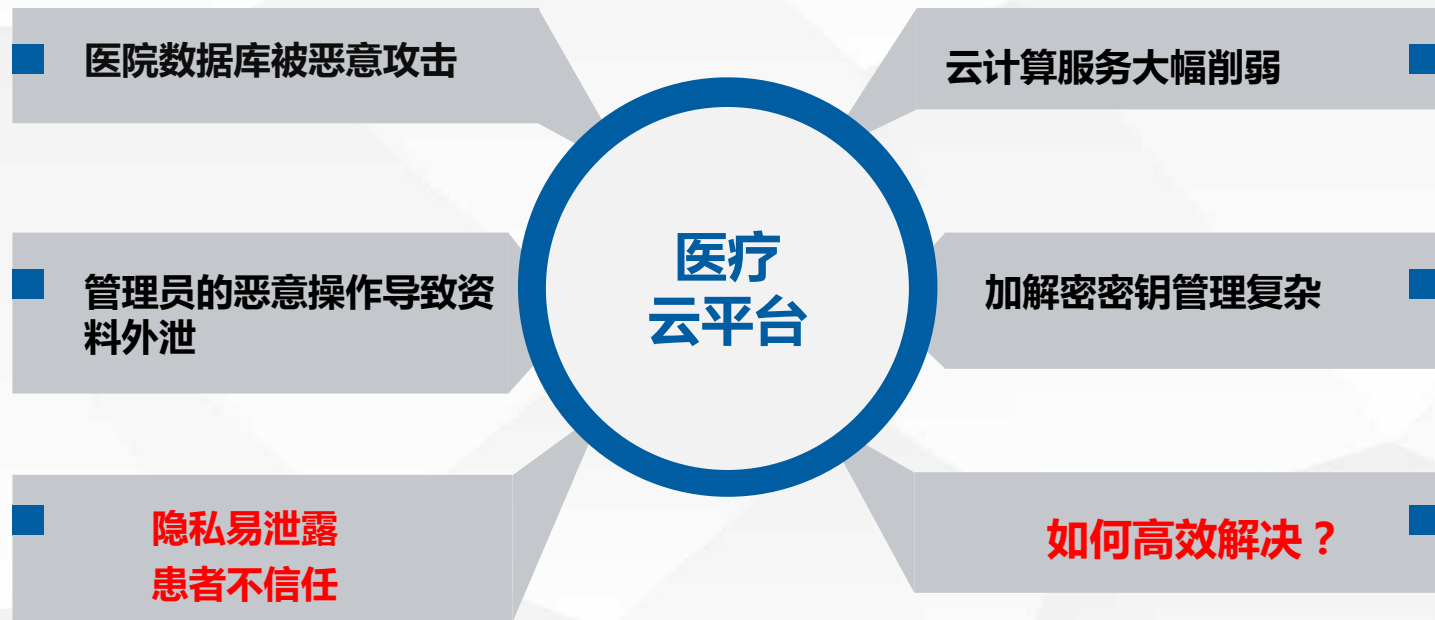 医院数据库被恶意攻击
云计算服务大幅削弱
医疗
云平台
管理员的恶意操作导致资
料外泄
加解密密钥管理复杂
隐私易泄露
患者不信任
如何高效解决？